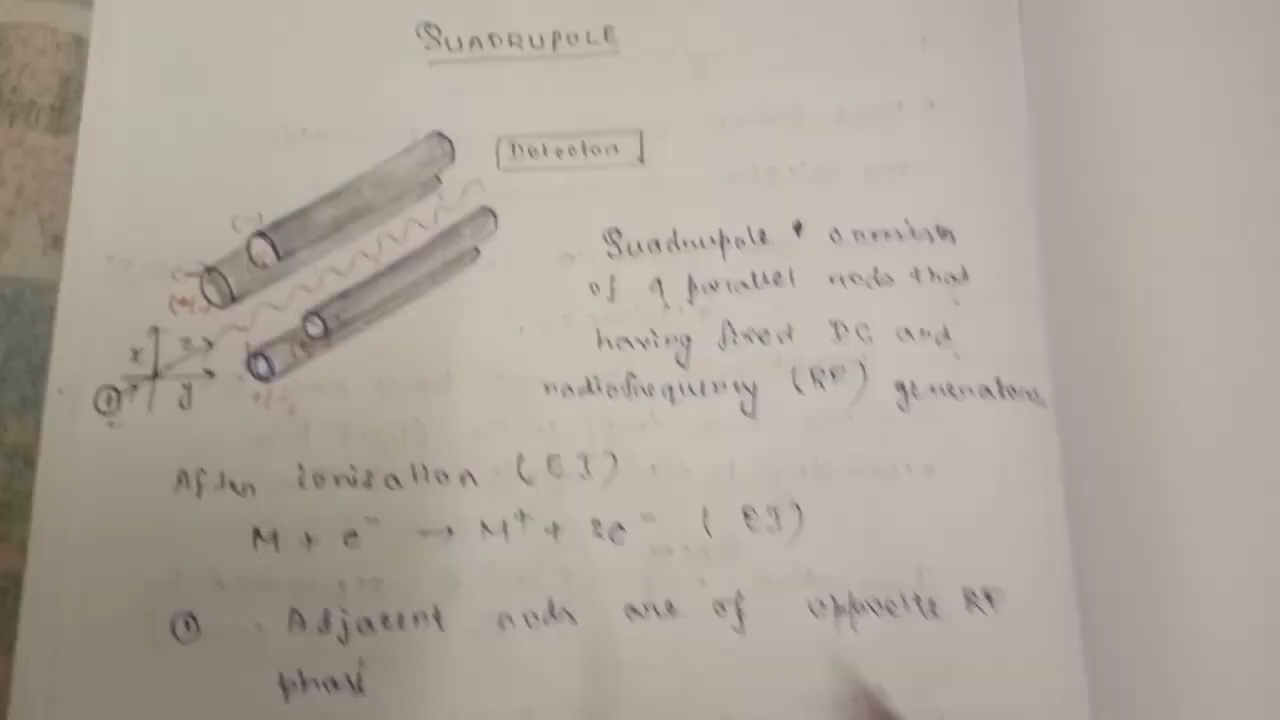 QUADRUPOLE
Detector
(-)
(-)
(+)
x
z
y
Quadrupole consists
of 4 parallel rods that
having fixed DC and
radiofrequency (RF) generators
After ionization (EI)
M + e⁻ → M⁺ + 2e⁻ (EI)
① Adjacent rods are of opposite RF
phase